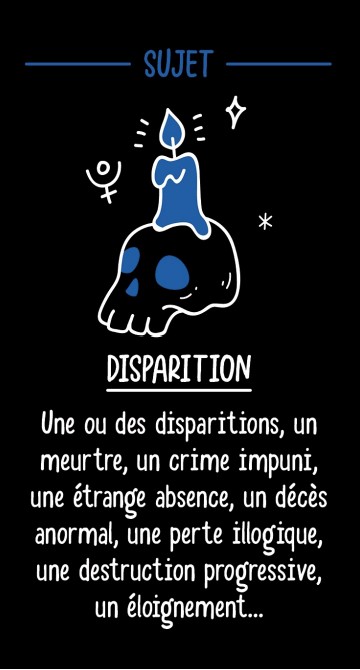 SUJET
DISPARITION
Une ou des disparitions, un
meurtre, un crime impuni,
une étrange absence, un décès
anormal, une perte illogique,
une destruction progressive,
un éloignement...